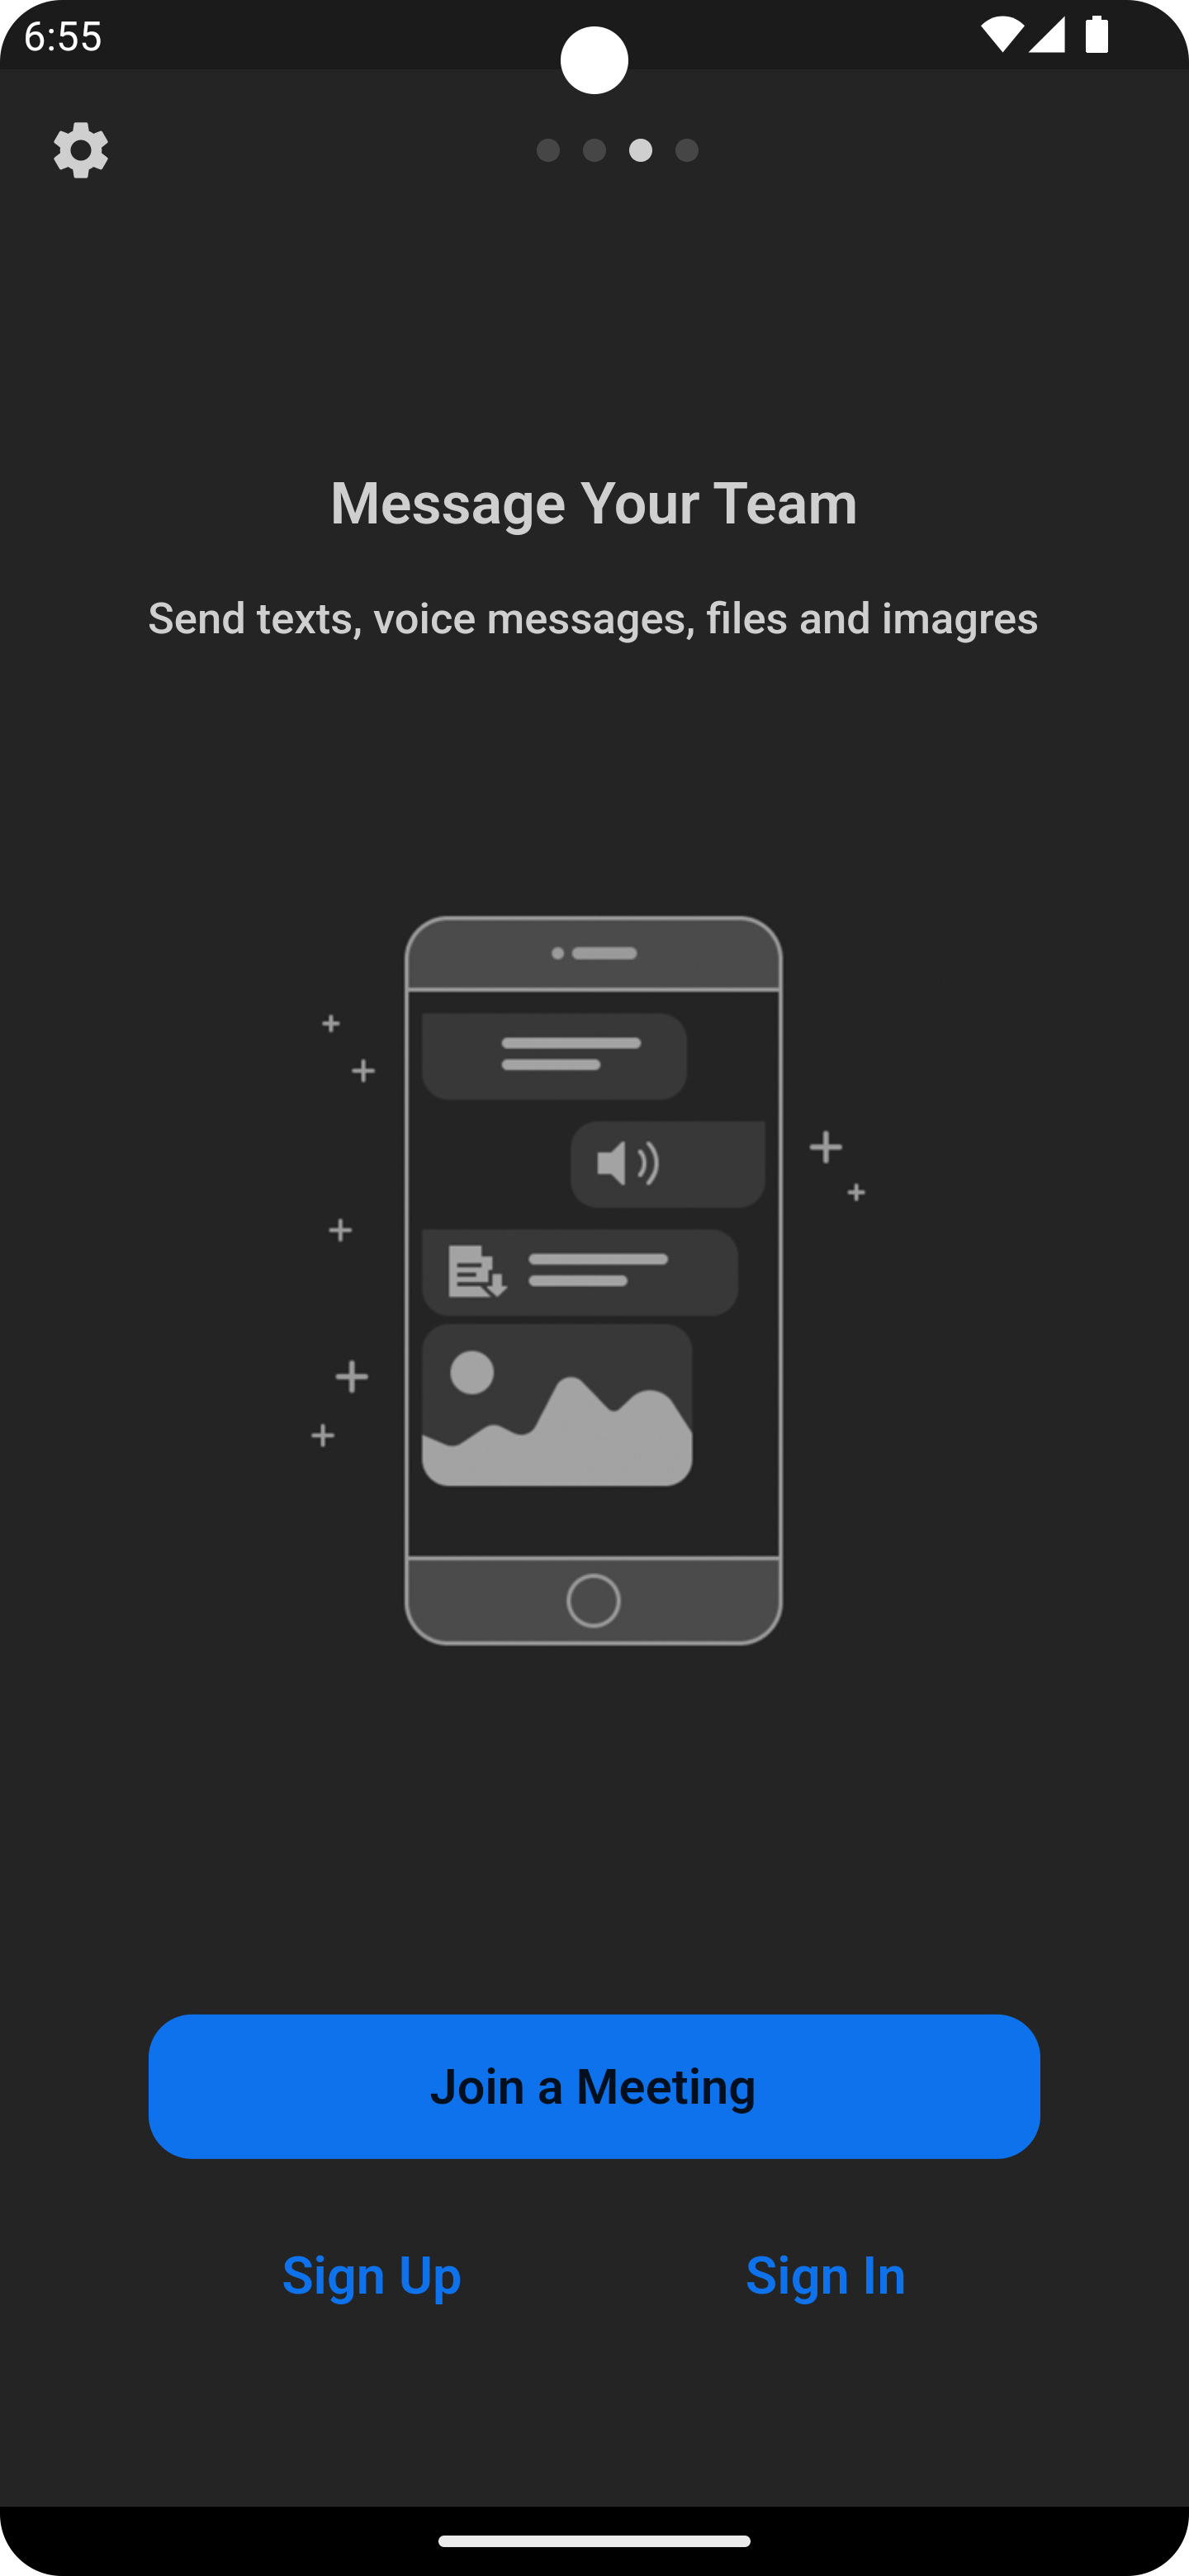 6:55
Message Your Team
Send texts, voice messages, files and imagres
Join a Meeting
Sign Up
Sign In